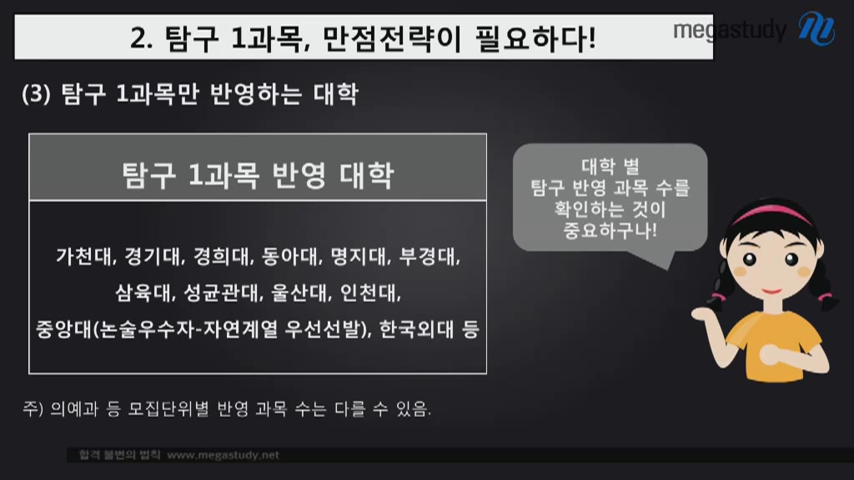 2. 탐구 1과목, 만점전략이 필요하다!
megastudy
(3) 탐구 1과목만 반영하는 대학
탐구 1과목 반영 대학
가천대, 경기대, 경희대, 동아대, 명지대, 부경대,
삼육대, 성균관대, 울산대, 인천대,
중앙대(논술우수자-자연계열 우선선발), 한국외대 등
대학 별
탐구 반영 과목 수를
확인하는 것이
중요하구나!
주) 의예과 등 모집단위별 반영 과목 수는 다를 수 있음.
합격 불변의 법칙 www.megastudy.net